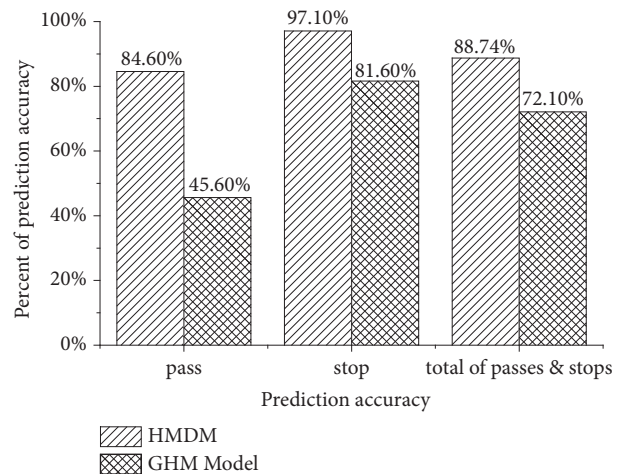 Percent of prediction accuracy
100%
80%
60%
40%
20%
0%
84.60%
45.60%
97.10%
81.60%
88.74%
72.10%
pass
stop
total of passes & stops
Prediction accuracy
HMDM
GHM Model